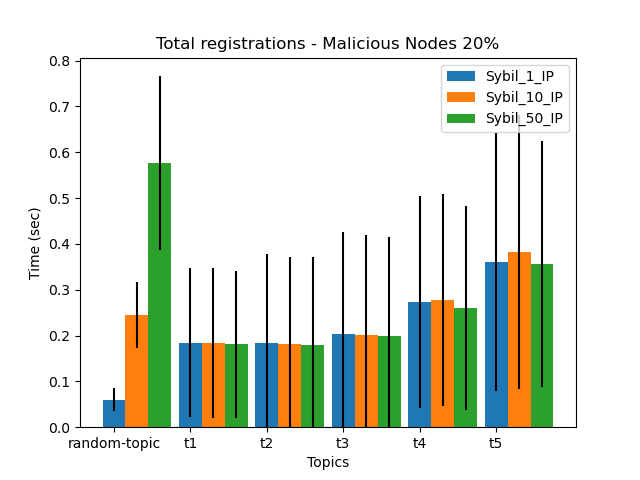 Total registrations - Malicious Nodes 20%
Sybil_1_IP
Sybil_10_IP
Sybil_50_IP
Time (sec)
0.8
0.7
0.6
0.5
0.4
0.3
0.2
0.1
0.0
random-topic t1 t2 t3 t4 t5
Topics